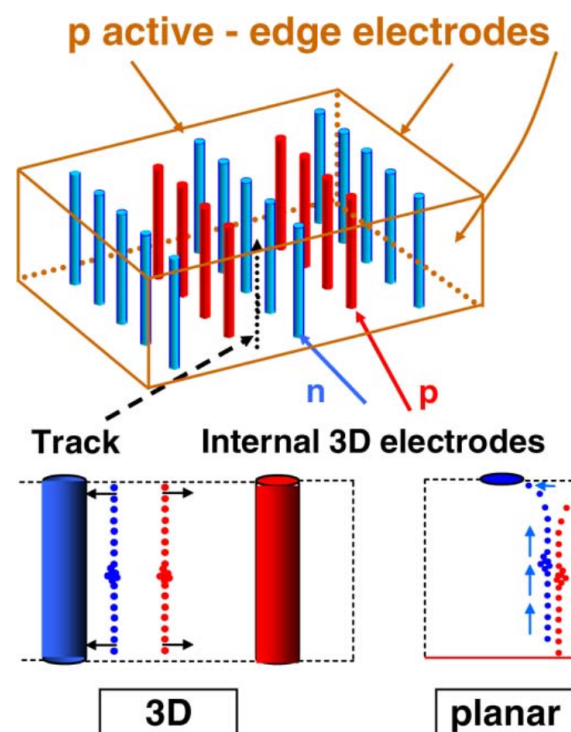 p active - edge electrodes
n p
Track Internal 3D electrodes
3D planar